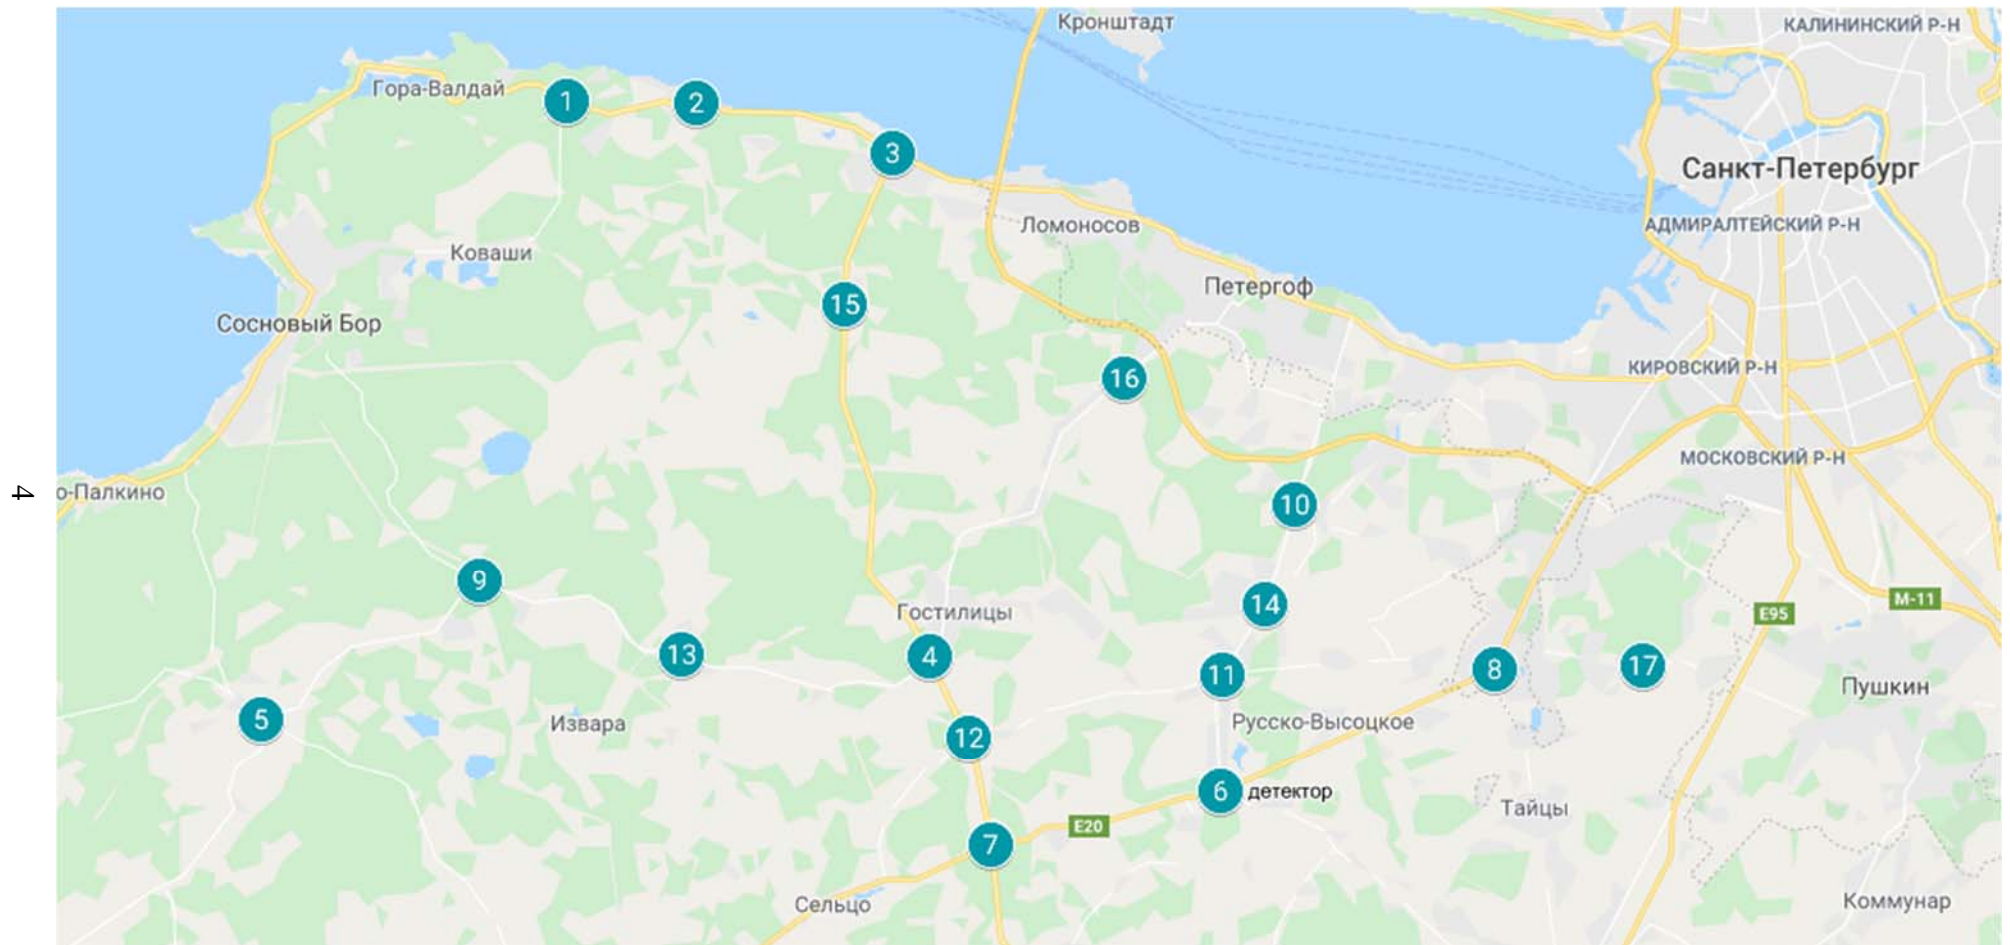 Кронштадт
КАЛИНИНСКИЙ Р-Н
Гора-Валдай
1
2
3
Санкт-Петербург
Ломоносов
АДМИРАЛТЕЙСКИЙ Р-Н
Коваши
Петергоф
15
Сосновый Бор
16
КИРОВСКИЙ Р-Н
МОСКОВСКИЙ Р-Н
4
о-Палкино
10
9
14
М-11
Гостилицы
E95
13
4
11
8
17
Пушкин
5
Извара
Русско-Высоцкое
12
6 детектор
Тайцы
E20
7
Сельцо
Коммунар